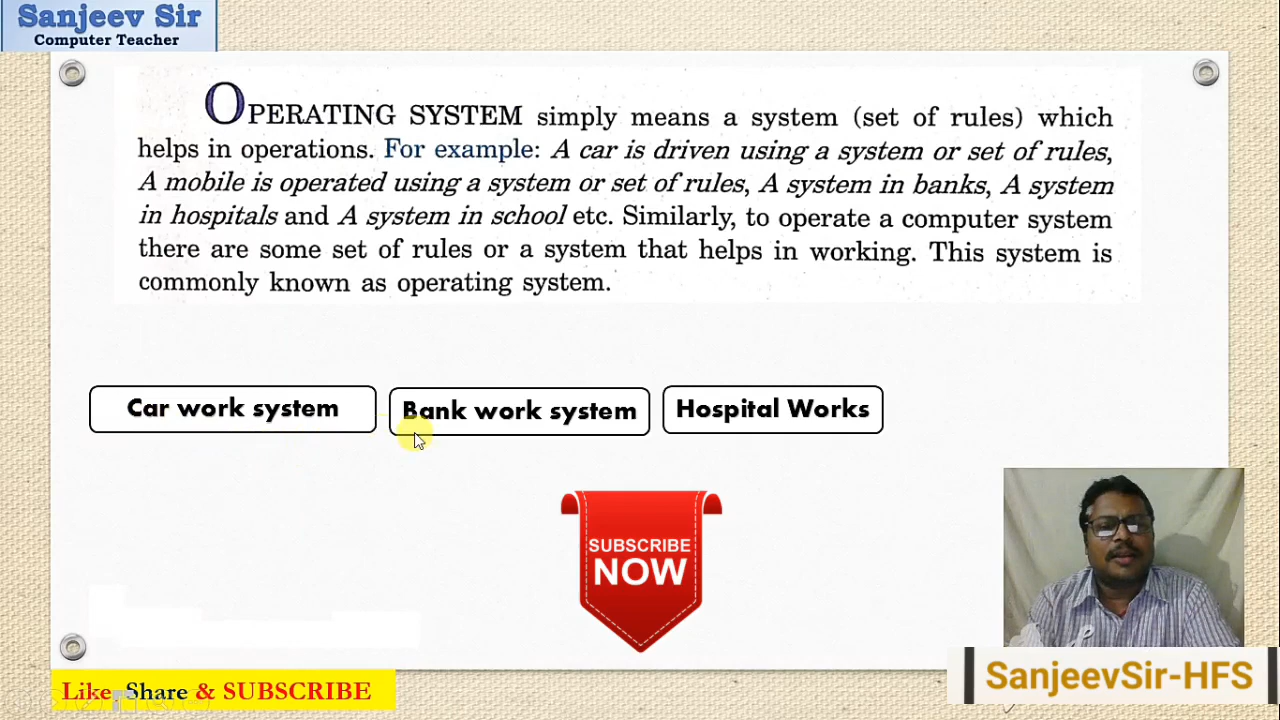 Sanjeev Sir
Computer Teacher
OPERATING SYSTEM simply means a system (set of rules) which
helps in operations. For example: A car is driven using a system or set of rules,
A mobile is operated using a system or set of rules, A system in banks, A system
in hospitals and A system in school etc. Similarly, to operate a computer system
there are some set of rules or a system that helps in working. This system is
commonly known as operating system.
Car work system
Bank work system
Hospital Works
SUBSCRIBE
NOW
Like, Share & SUBSCRIBE
SanjeevSir-HFS